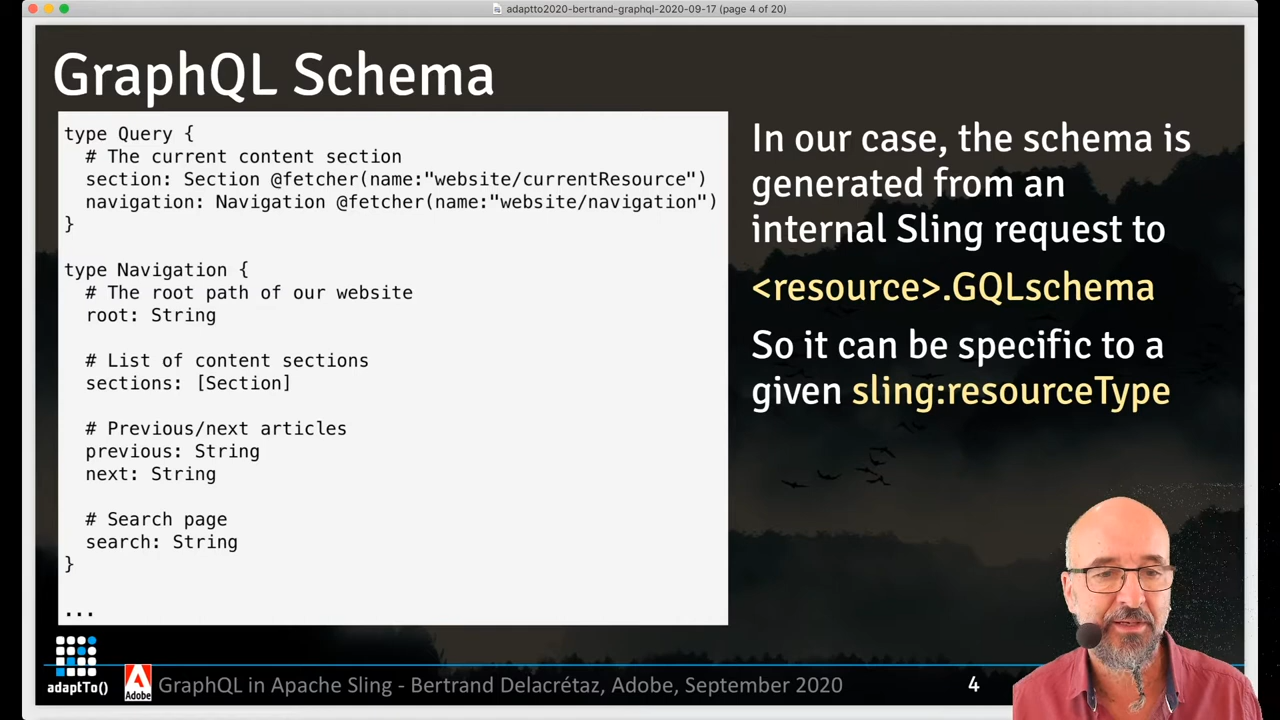 adaptto2020-bertrand-graphql-2020-09-17 (page 4 of 20)
GraphQL Schema
type Query {
  # The current content section
  section: Section @fetcher(name:"website/currentResource")
  navigation: Navigation @fetcher(name:"website/navigation")
}
type Navigation {
  # The root path of our website
  root: String
  # List of content sections
  sections: [Section]
  # Previous/next articles
  previous: String
  next: String
  # Search page
  search: String
}
...
In our case, the schema is
generated from an
internal Sling request to
<resource>.GQLschema
So it can be specific to a
given sling:resourceType
adaptTo()
Adobe
GraphQL in Apache Sling - Bertrand Delacrétaz, Adobe, September 2020
4